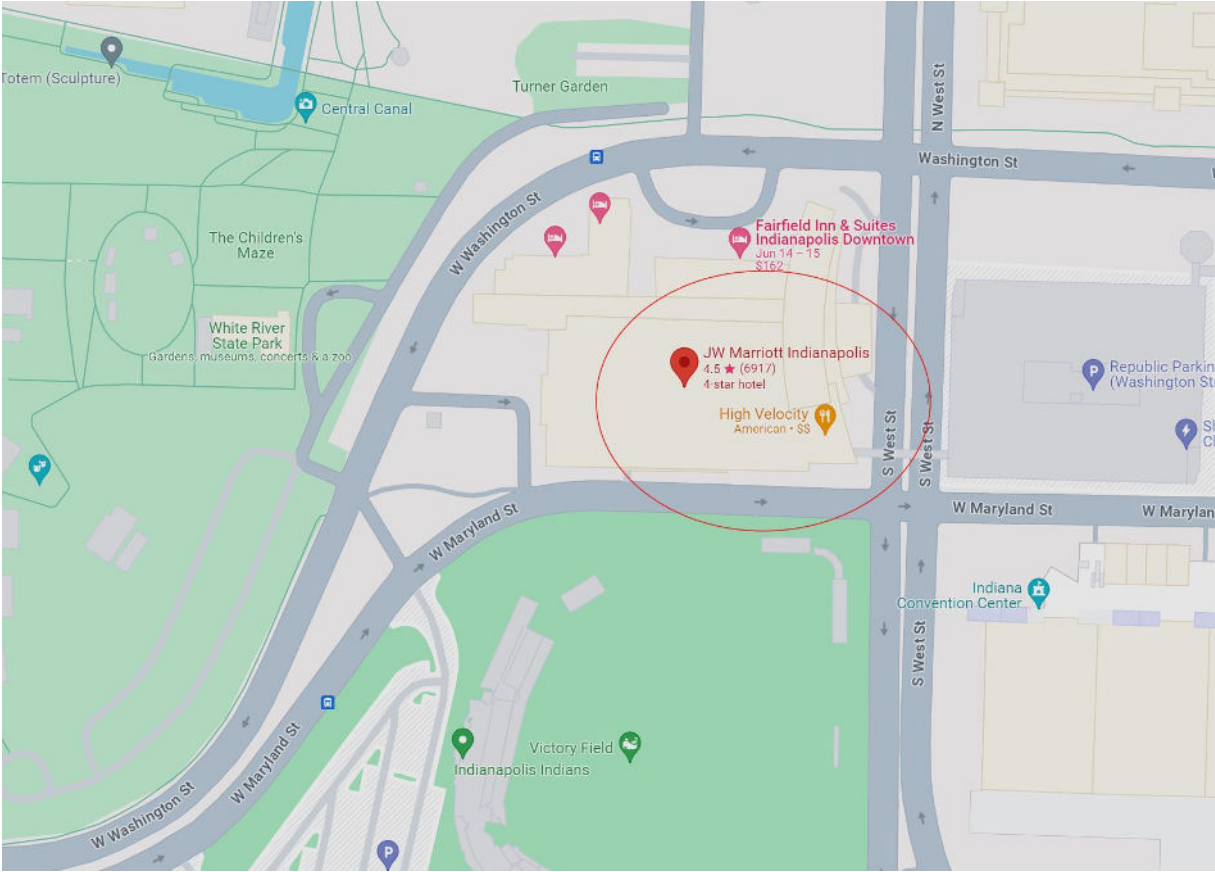 Totem (Sculpture)
Central Canal
Turner Garden
N West St
Washington St
W Washington St
The Children's
Maze
Fairfield Inn & Suites
Indianapolis Downtown
Jun 14 – 15
$162
White River
State Park
Gardens, museums, concerts & a zoo
JW Marriott Indianapolis
4.5 ★ (6917)
4-star hotel
High Velocity
American • $$
P
Republic Parkin
(Washington St
S West St
S West St
W Maryland St
W Maryland St
W Marylan
Indiana
Convention Center
S West St
Victory Field
Indianapolis Indians
W Maryland St
W Washington St
P